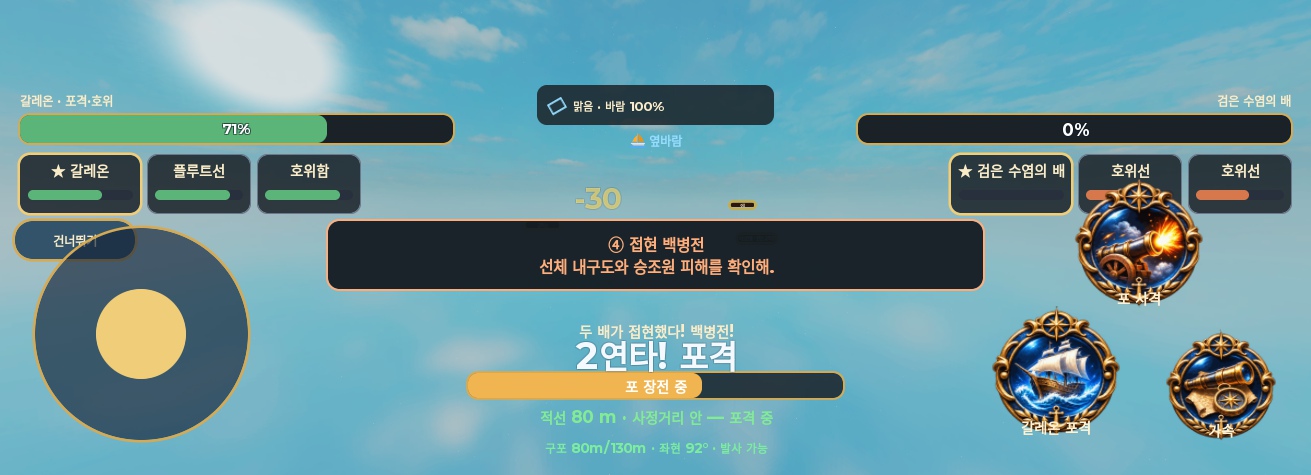 갈레온 · 포격·호위
71%
★ 갈레온
플루트선
호위함
건너뛰기
맑음 · 바람 100%
옆바람
-30
검은 수염의 배
0%
★ 검은 수염의 배
호위선
호위선
④ 접현 백병전
선체 내구도와 승조원 피해를 확인해.
두 배가 접현했다! 백병전!
2연타! 포격
포 장전 중
적선 80 m · 사정거리 안 — 포격 중
구포 80m/130m · 좌현 92° · 발사 가능
포 사격
갈레온 포격
가속